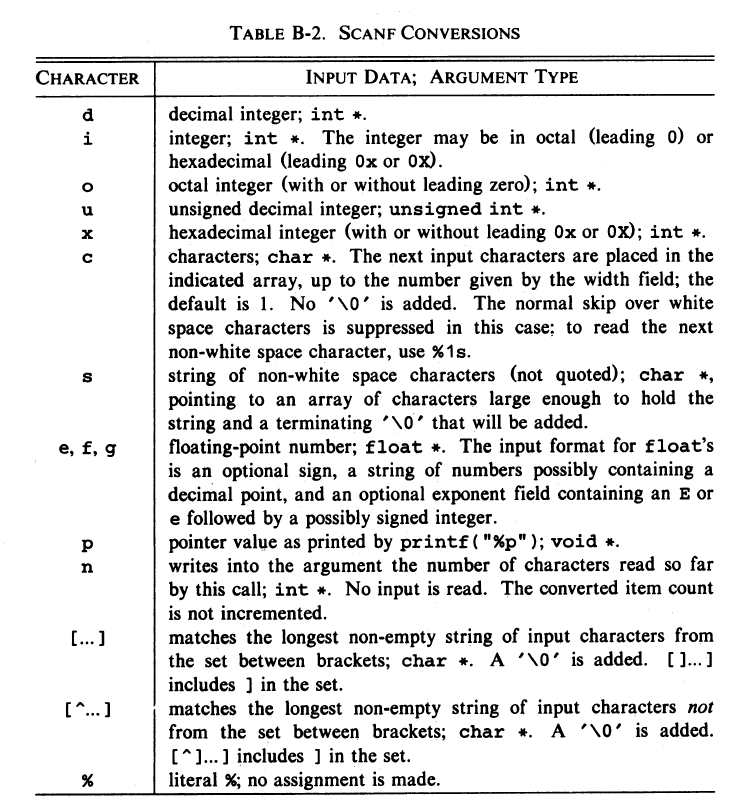 TABLE B-2. SCANF CONVERSIONS
CHARACTER INPUT DATA; ARGUMENT TYPE
d decimal integer; int *.
i integer; int *. The integer may be in octal (leading 0) or
hexadecimal (leading 0x or 0X).
o octal integer (with or without leading zero); int *.
u unsigned decimal integer; unsigned int *.
x hexadecimal integer (with or without leading 0x or 0X); int *.
c characters; char *. The next input characters are placed in the
indicated array, up to the number given by the width field; the
default is 1. No '\0' is added. The normal skip over white
space characters is suppressed in this case; to read the next
non-white space character, use %1s.
s string of non-white space characters (not quoted); char *,
pointing to an array of characters large enough to hold the
string and a terminating '\0' that will be added.
e, f, g floating-point number; float *. The input format for float's
is an optional sign, a string of numbers possibly containing a
decimal point, and an optional exponent field containing an E or
e followed by a possibly signed integer.
p pointer value as printed by printf("%p"); void *.
n writes into the argument the number of characters read so far
by this call; int *. No input is read. The converted item count
is not incremented.
[...] matches the longest non-empty string of input characters from
the set between brackets; char *. A '\0' is added. []...]
includes ] in the set.
[^...] matches the longest non-empty string of input characters not
from the set between brackets; char *. A '\0' is added.
[^]...] includes ] in the set.
% literal %; no assignment is made.